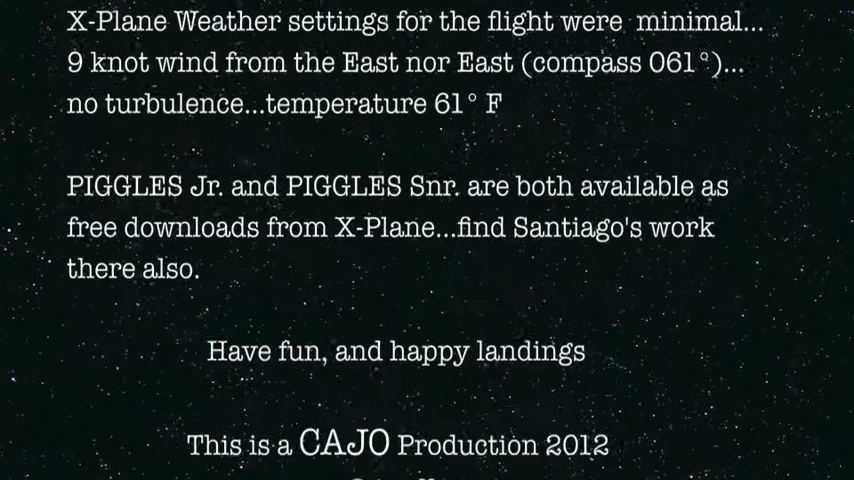 X-Plane Weather settings for the flight were minimal...
9 knot wind from the East nor East (compass 061°)...
no turbulence...temperature 61° F
PIGGLES Jr. and PIGGLES Snr. are both available as
free downloads from X-Plane...find Santiago's work
there also.
Have fun, and happy landings
This is a CAJO Production 2012